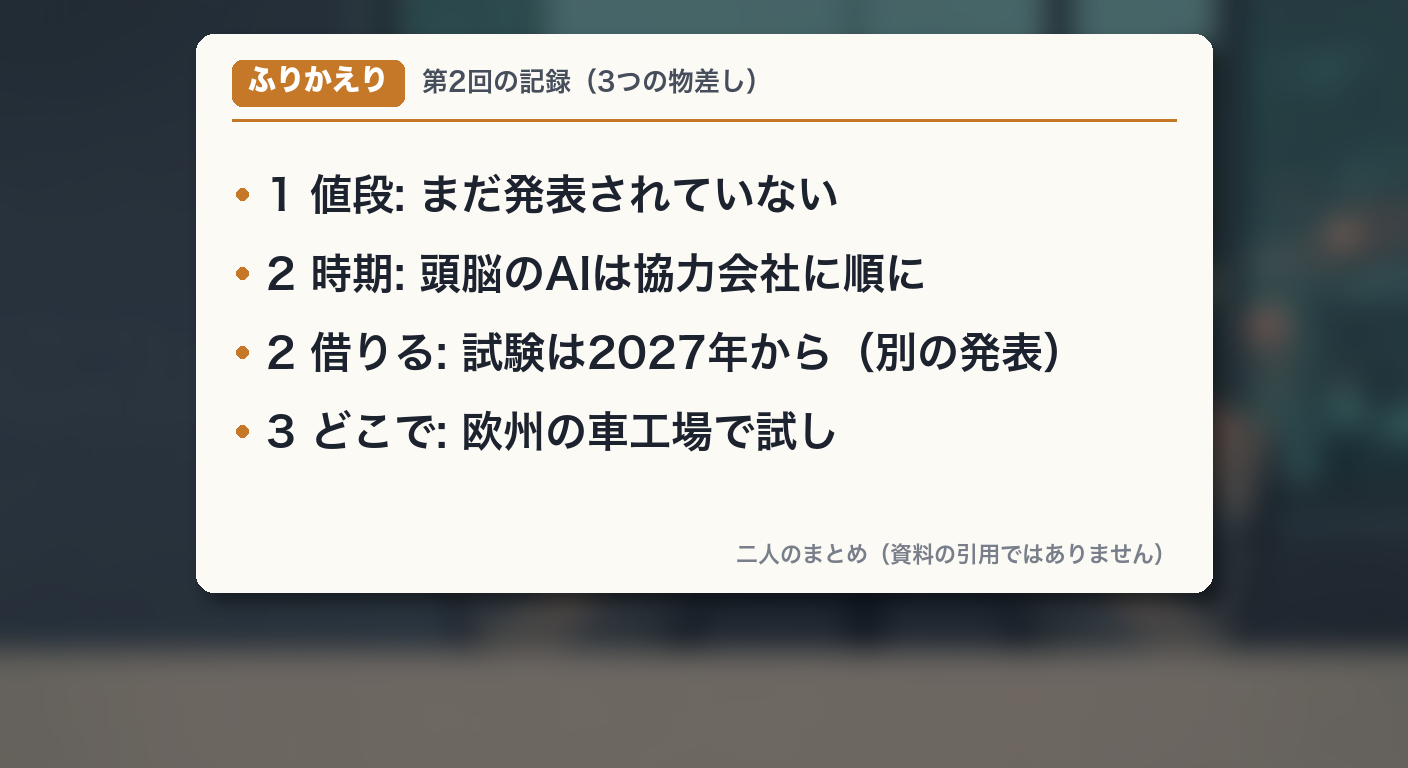 ふりかえり 第2回の記録（3つの物差し）
• 1 値段: まだ発表されていない
• 2 時期: 頭脳のAIは協力会社に順に
• 2 借りる: 試験は2027年から（別の発表）
• 3 どこで: 欧州の車工場で試し
二人のまとめ（資料の引用ではありません）